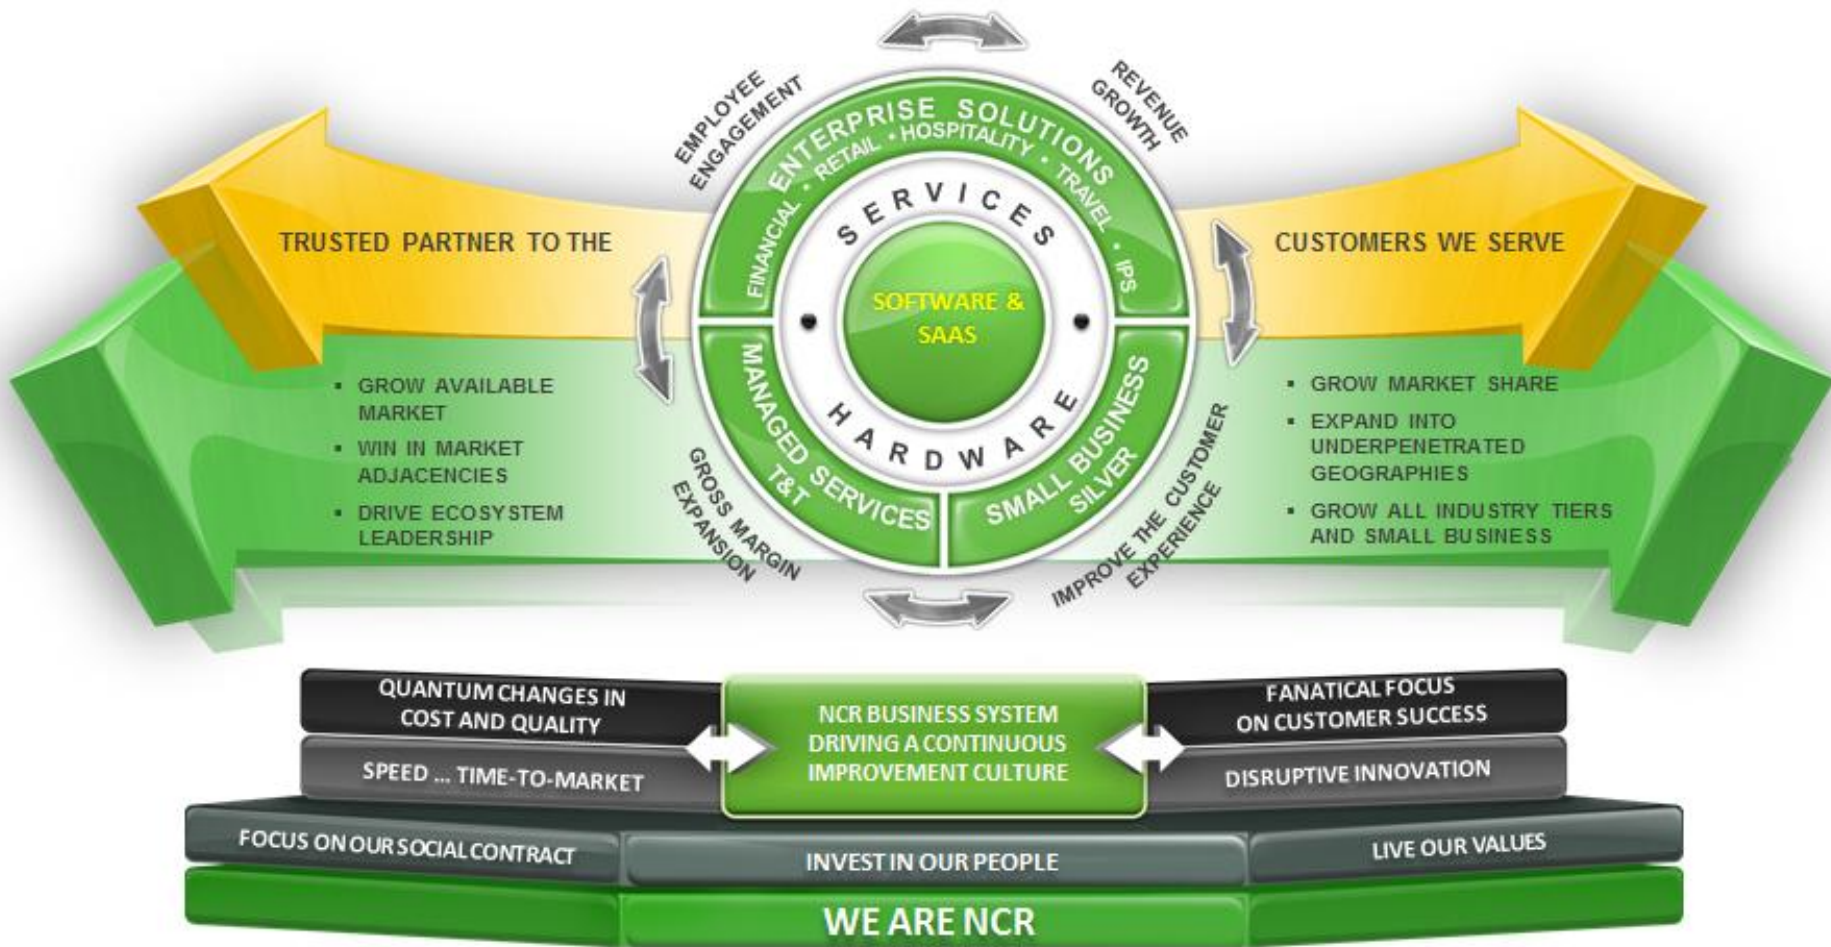 EMPLOYEE
ENGAGEMENT
REVENUE
GROWTH
ENTERPRISE SOLUTIONS
FINANCIAL • RETAIL • HOSPITALITY • TRAVEL • IPS
SERVICES
TRUSTED PARTNER TO THE
CUSTOMERS WE SERVE
SOFTWARE &
SAAS
HARDWARE
MANAGED SERVICES
T&T
SMALL BUSINESS
SILVER
▪ GROW AVAILABLE
MARKET
▪ WIN IN MARKET
ADJACENCIES
▪ DRIVE ECOSYSTEM
LEADERSHIP
▪ GROW MARKET SHARE
▪ EXPAND INTO
UNDERPENETRATED
GEOGRAPHIES
▪ GROW ALL INDUSTRY TIERS
AND SMALL BUSINESS
GROSS MARGIN
EXPANSION
IMPROVE THE CUSTOMER
EXPERIENCE
QUANTUM CHANGES IN
COST AND QUALITY
SPEED ... TIME-TO-MARKET
NCR BUSINESS SYSTEM
DRIVING A CONTINUOUS
IMPROVEMENT CULTURE
FANATICAL FOCUS
ON CUSTOMER SUCCESS
DISRUPTIVE INNOVATION
FOCUS ON OUR SOCIAL CONTRACT
INVEST IN OUR PEOPLE
LIVE OUR VALUES
WE ARE NCR